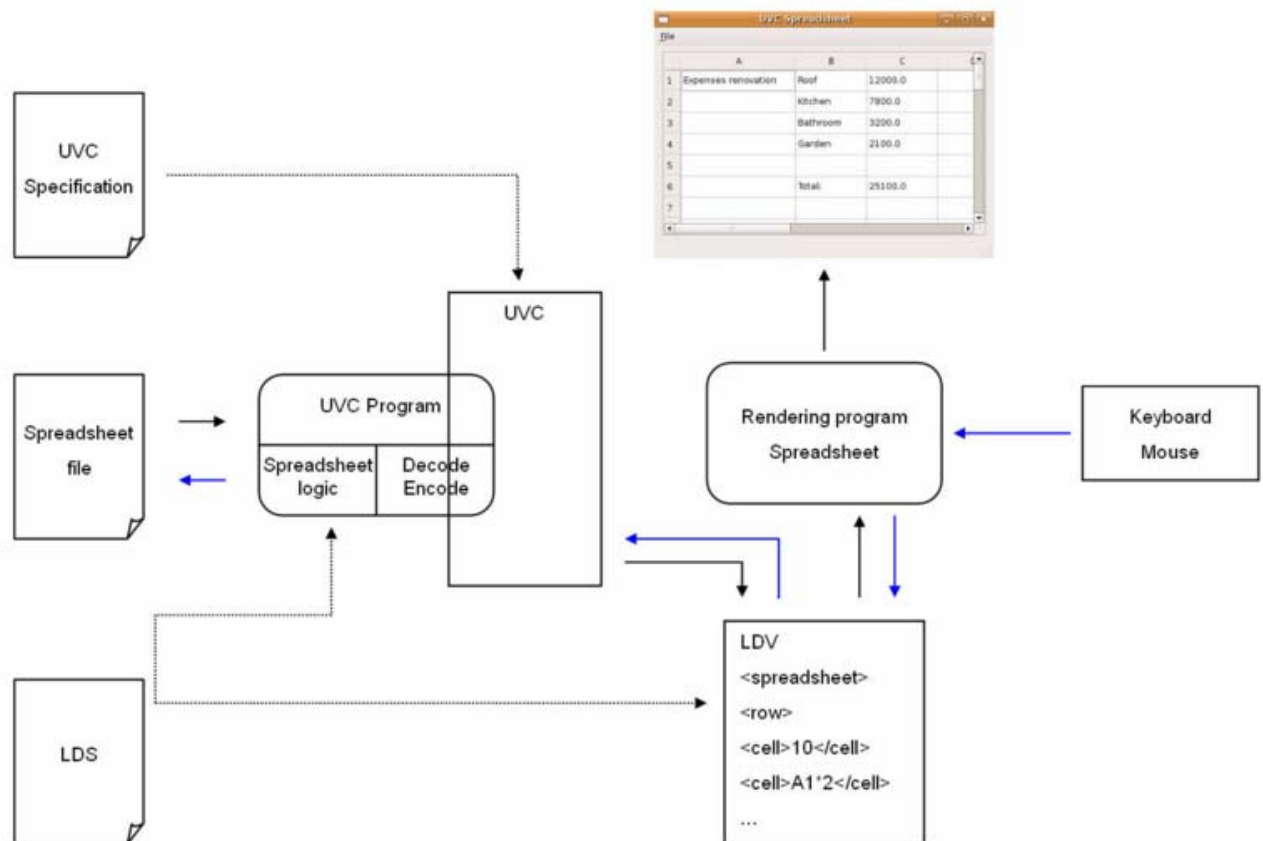 UVC Spreadsheet
File
A B C
1 Expenses renovation Roof 12000.0
2 Kitchen 7800.0
3 Bathroom 3200.0
4 Garden 2100.0
5
6 Total: 25100.0
7
UVC
Specification
UVC
Spreadsheet
file
UVC Program
Spreadsheet
logic
Decode
Encode
Rendering program
Spreadsheet
Keyboard
Mouse
LDS
LDV
<spreadsheet>
<row>
<cell>10</cell>
<cell>A1*2</cell>
...